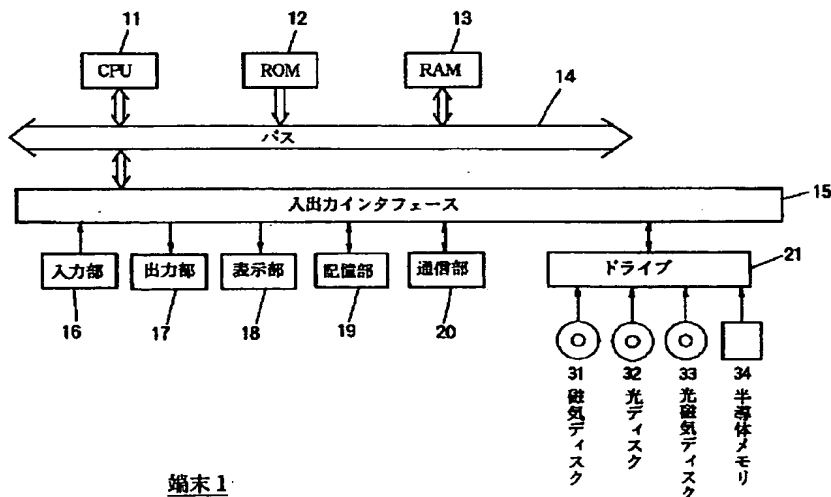 11
12
13
CPU
ROM
RAM
14
バス
入出力インタフェース
15
入力部
出力部
表示部
記憶部
通信部
ドライブ
21
16
17
18
19
20
31
32
33
34
磁気ディスク
光ディスク
光磁気ディスク
半導体メモリ
端末1